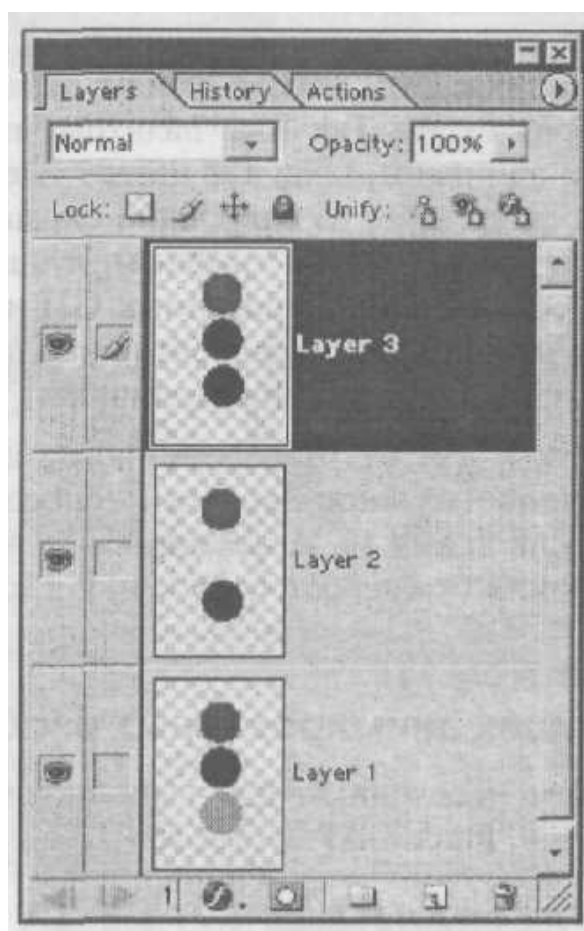 Layers History Actions
Normal Opacity: 100%
Lock: Unify:
Layer 3
Layer 2
Layer 1
1